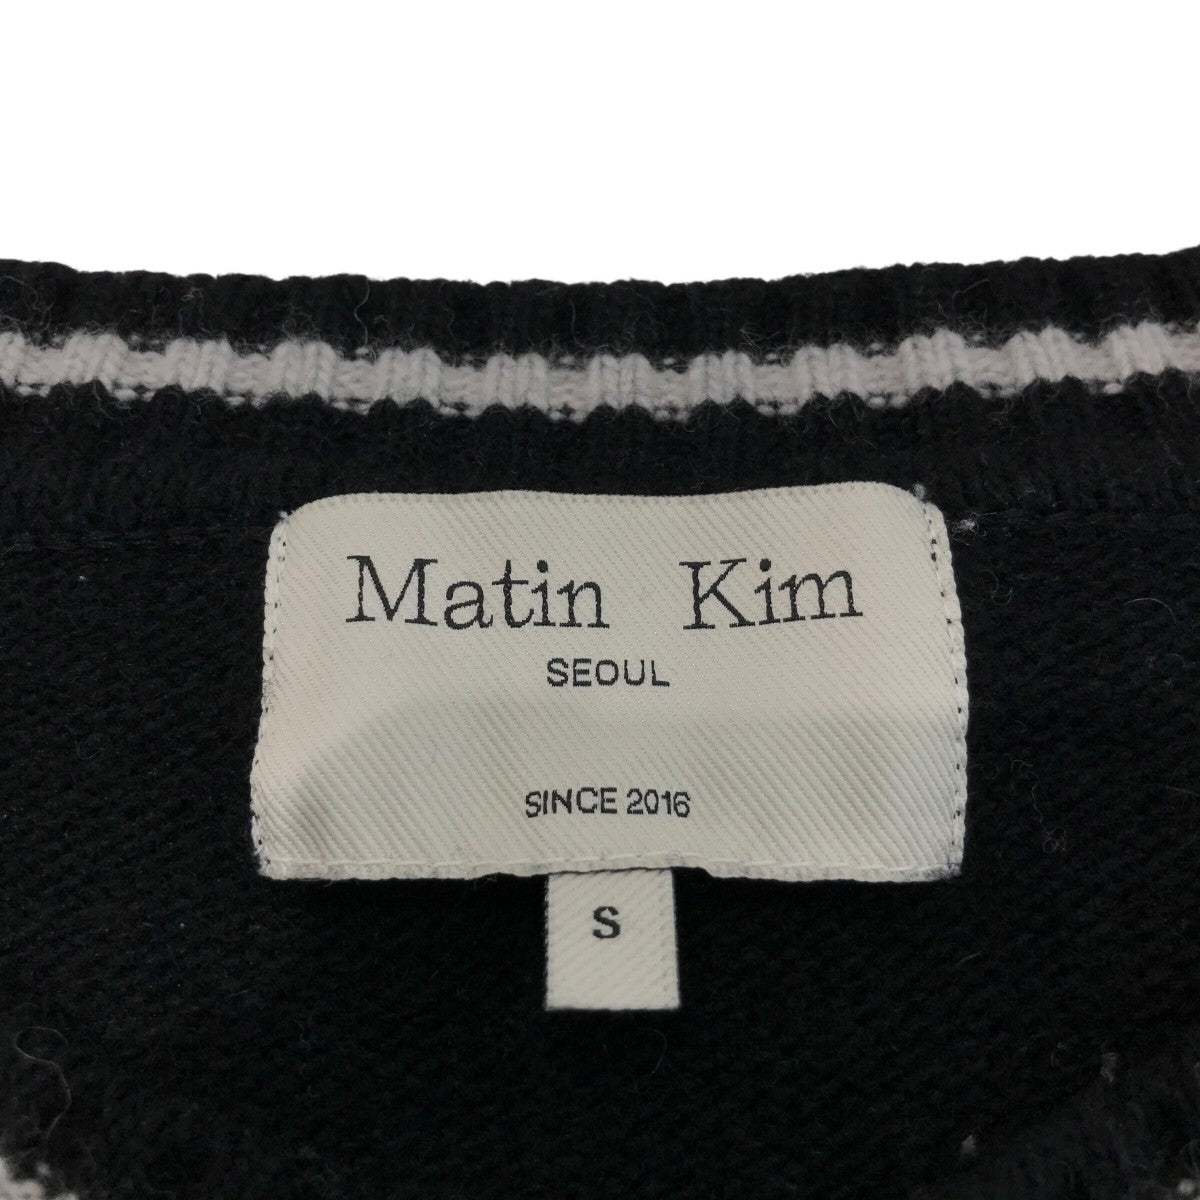 Matin Kim
SEOUL
SINCE 2016
S